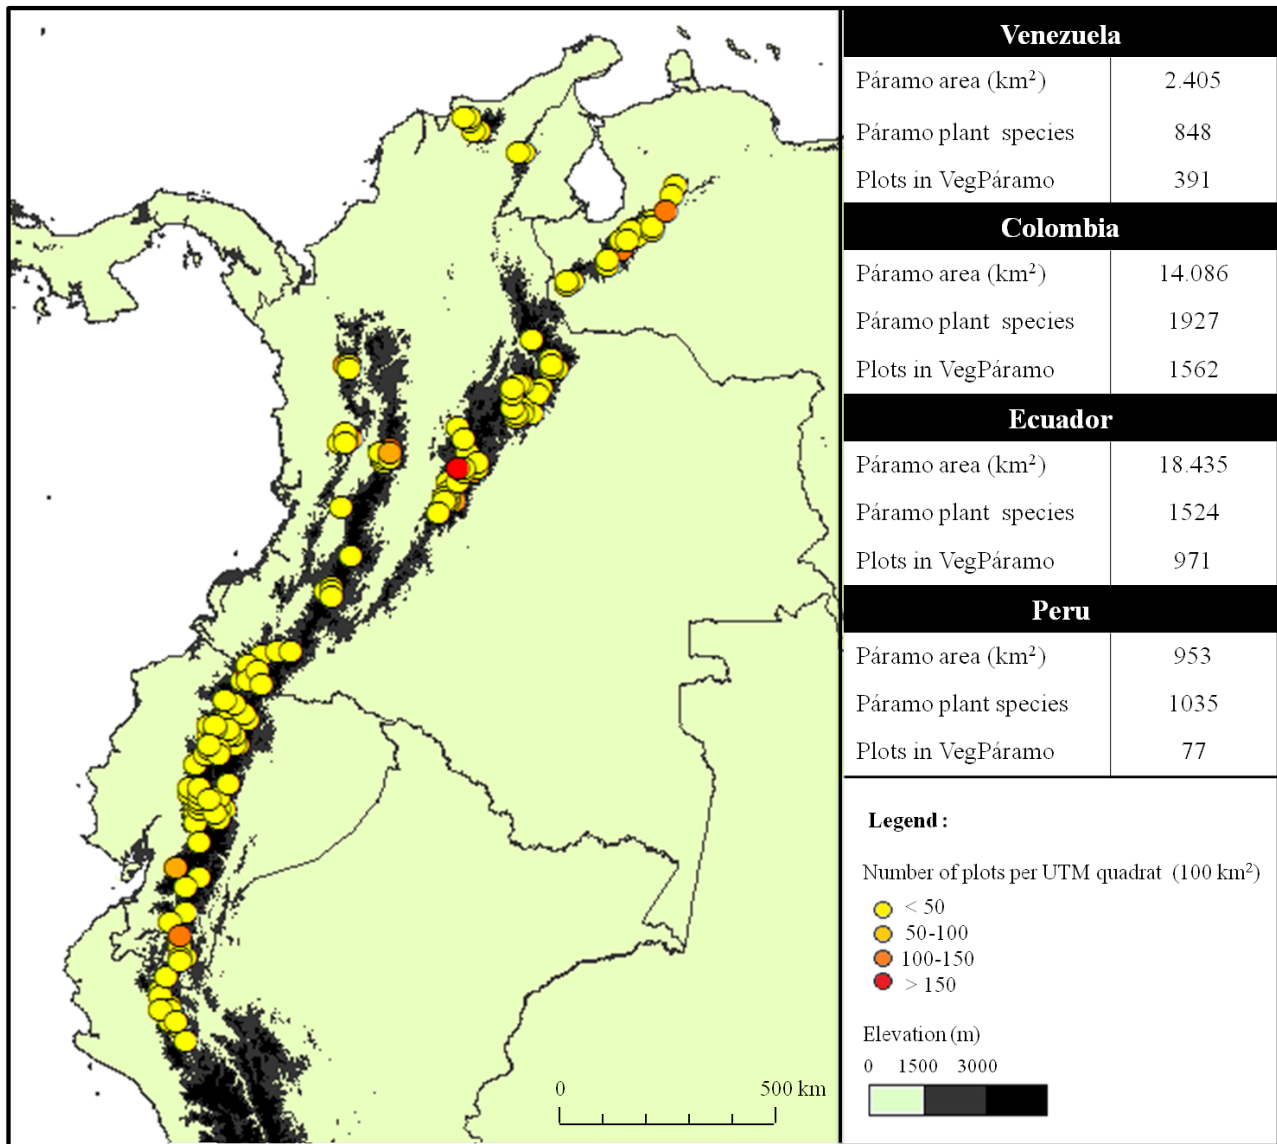 Venezuela
Páramo area (km²) 2.405
Páramo plant species 848
Plots in VegPáramo 391
Colombia
Páramo area (km²) 14.086
Páramo plant species 1927
Plots in VegPáramo 1562
Ecuador
Páramo area (km²) 18.435
Páramo plant species 1524
Plots in VegPáramo 971
Peru
Páramo area (km²) 953
Páramo plant species 1035
Plots in VegPáramo 77
Legend :
Number of plots per UTM quadrat (100 km²)
< 50
50-100
100-150
> 150
Elevation (m)
0 1500 3000
0 500 km